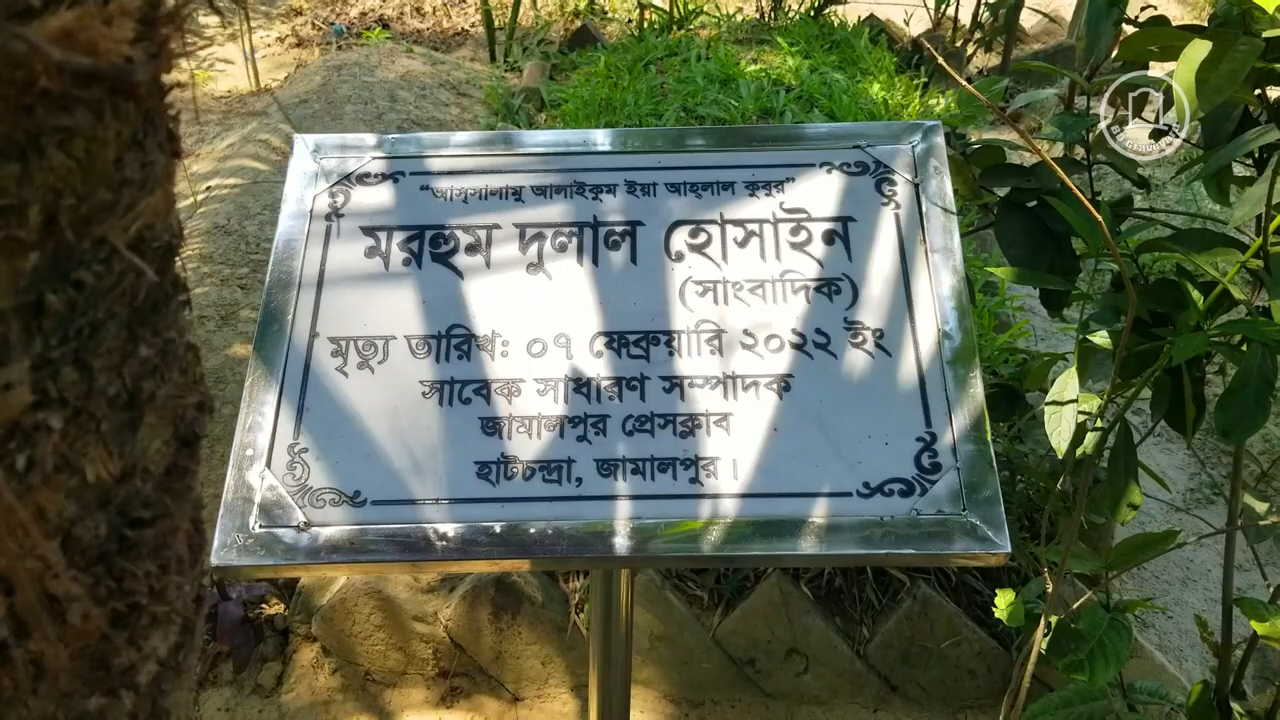 “আস্সালামু আলাইকুম ইয়া আহ্লাল কুবুর”
মরহুম দুলাল হোসাইন
(সাংবাদিক)
মৃত্যু তারিখ: ০৭ ফেব্রুয়ারি ২০২২ ইং
সাবেক সাধারণ সম্পাদক
জামালপুর প্রেসক্লাব
হাটচন্দ্রা, জামালপুর।